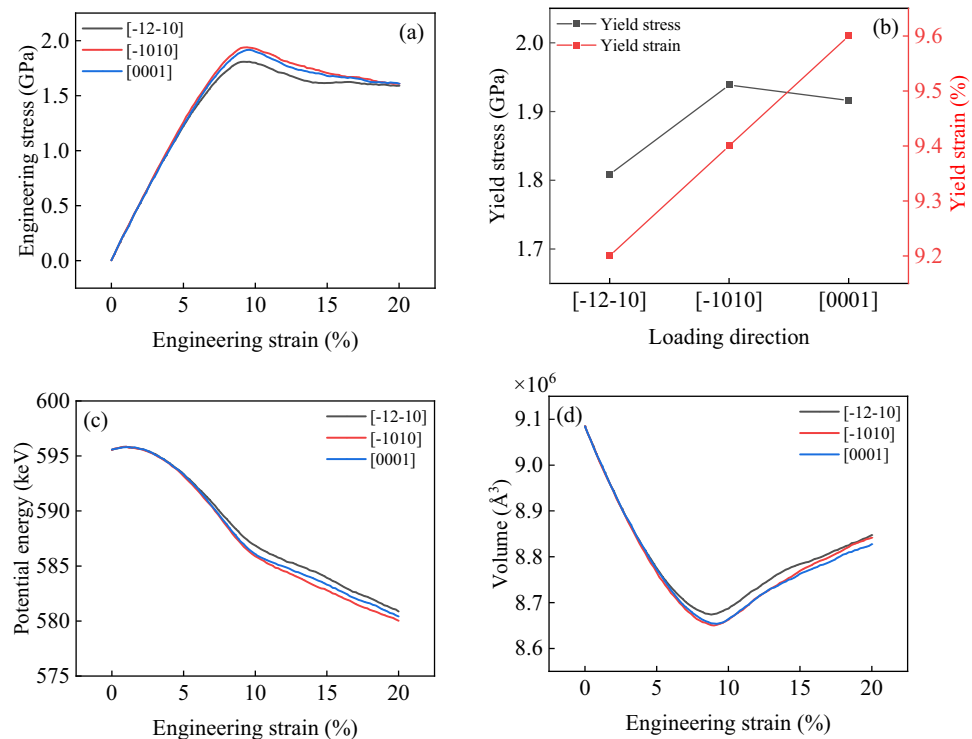 (a)
[-12-10]
[-1010]
[0001]
Engineering stress (GPa)
2.0
1.5
1.0
0.5
0.0
0 5 10 15 20
Engineering strain (%)
(b)
Yield stress
Yield strain
Yield stress (GPa)
2.0
1.9
1.8
1.7
Yield strain (%)
9.6
9.5
9.4
9.3
9.2
[-12-10] [-1010] [0001]
Loading direction
(c)
[-12-10]
[-1010]
[0001]
Potential energy (keV)
600
595
590
585
580
575
0 5 10 15 20
Engineering strain (%)
×10⁶
(d)
[-12-10]
[-1010]
[0001]
Volume (Å³)
9.1
9.0
8.9
8.8
8.7
8.6
0 5 10 15 20
Engineering strain (%)